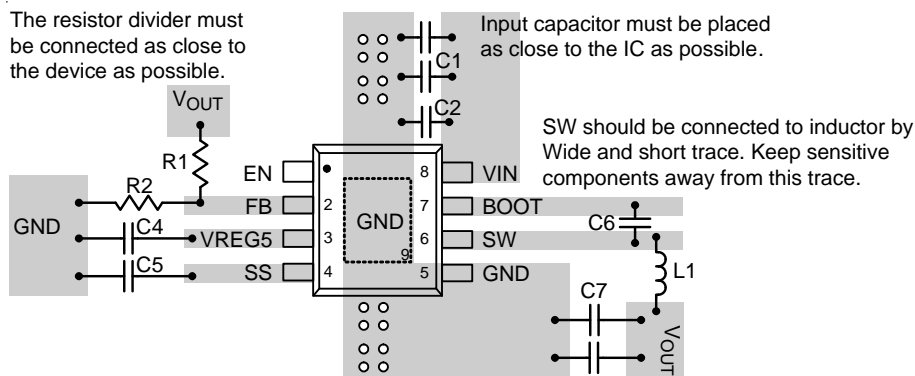 The resistor divider must
be connected as close to
the device as possible.
Input capacitor must be placed
as close to the IC as possible.
C1
C2
VOUT
SW should be connected to inductor by
Wide and short trace. Keep sensitive
components away from this trace.
R1
EN
8
VIN
R2
FB
2
7
BOOT
GND
GND
C6
C4
VREG5
3
6
SW
9
C5
SS
4
5
GND
L1
C7
VOUT